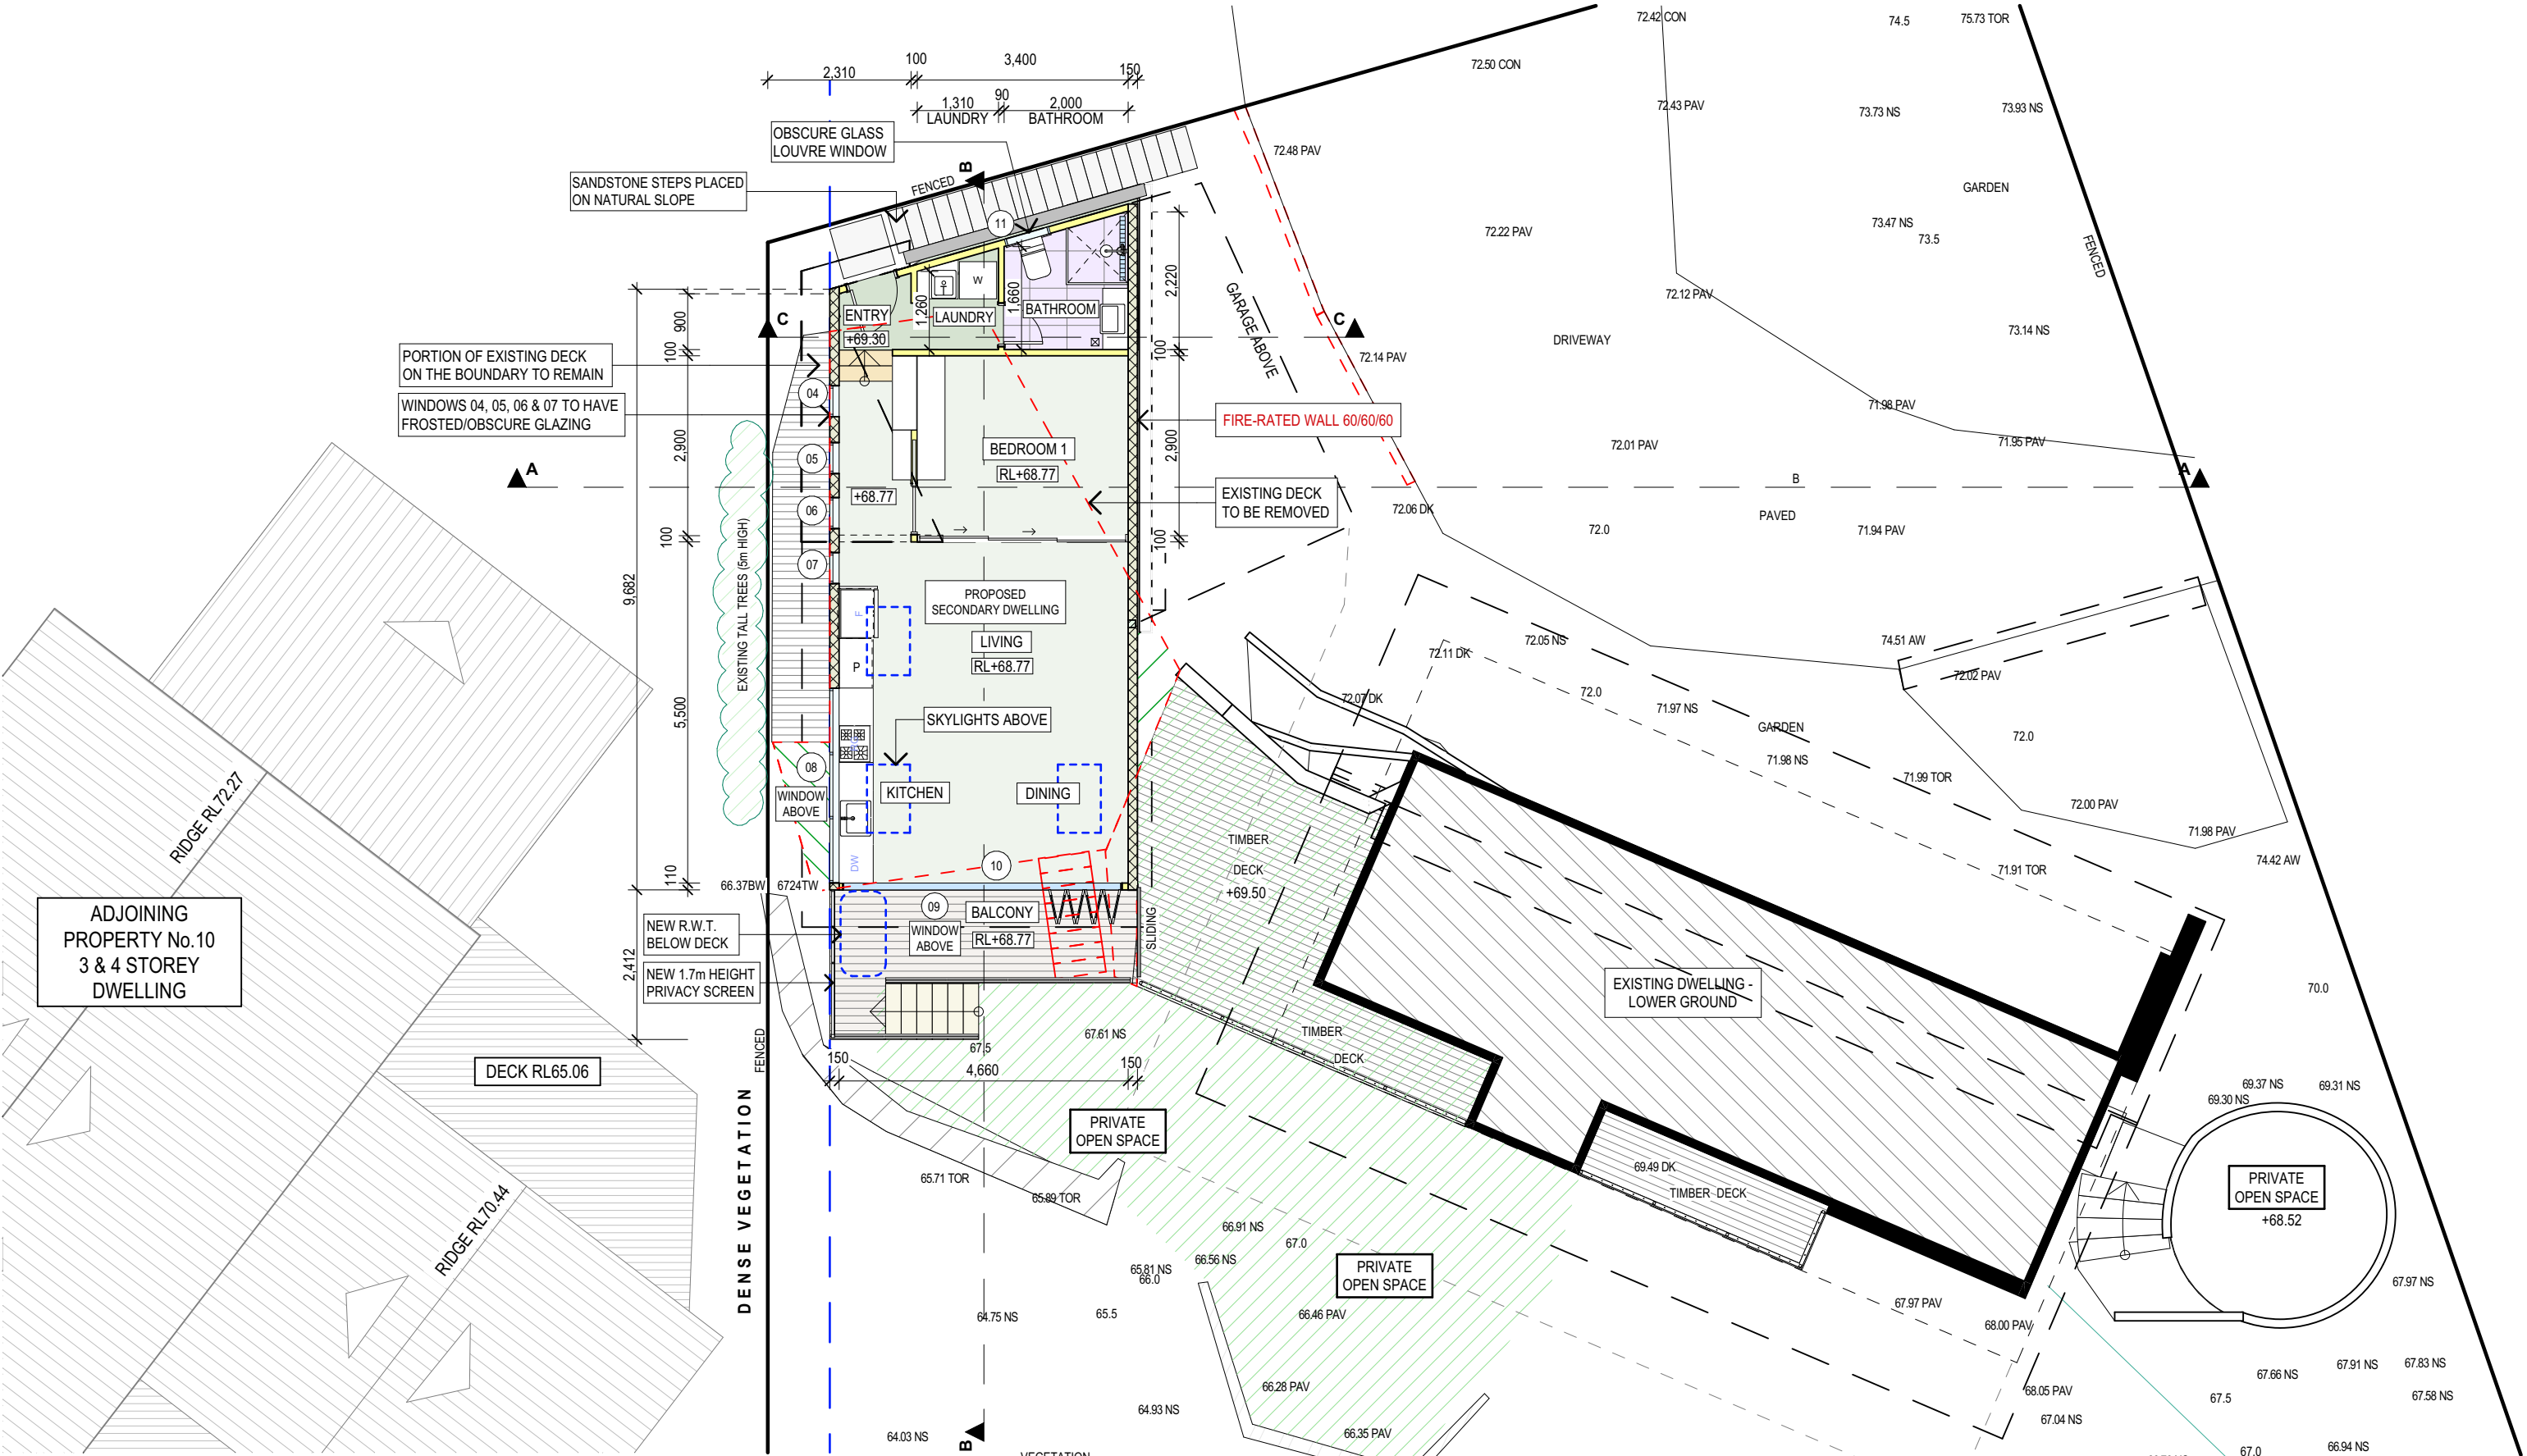 72.42 CON
74.5
75.73 TOR
100
3,400
150
2,310
72.50 CON
90
1,310
2,000
LAUNDRY
BATHROOM
72.43 PAV
73.73 NS
73.93 NS
OBSCURE GLASS
LOUVRE WINDOW
72.48 PAV
B
FENCED
SANDSTONE STEPS PLACED
ON NATURAL SLOPE
GARDEN
11
73.47 NS
73.5
72.22 PAV
FENCED
W
2,220
1,260
1,660
ENTRY
+69.30
LAUNDRY
BATHROOM
GARAGE ABOVE
72.12 PAV
C
C
900
73.14 NS
DRIVEWAY
PORTION OF EXISTING DECK
ON THE BOUNDARY TO REMAIN
100
100
72.14 PAV
04
WINDOWS 04, 05, 06 & 07 TO HAVE
FROSTED/OBSCURE GLAZING
FIRE-RATED WALL 60/60/60
71.98 PAV
2,900
2,900
05
BEDROOM 1
RL+68.77
72.01 PAV
71.95 PAV
A
A
B
+68.77
EXISTING DECK
TO BE REMOVED
06
72.06 DK
PAVED
72.0
71.94 PAV
100
100
EXISTING TALL TREES (5m HIGH)
07
9,682
PROPOSED
SECONDARY DWELLING
F
LIVING
RL+68.77
P
72.11 DK
72.05 NS
74.51 AW
72.02 PAV
72.07 DK
72.0
71.97 NS
GARDEN
72.0
5,500
SKYLIGHTS ABOVE
08
71.98 NS
71.99 TOR
WINDOW
ABOVE
KITCHEN
DINING
72.00 PAV
RIDGE RL72.27
TIMBER
DECK
+69.50
71.98 PAV
74.42 AW
71.91 TOR
DW
10
110
66.37BW
6724TW
09
BALCONY
RL+68.77
WINDOW
ABOVE
SLIDING
NEW R.W.T.
BELOW DECK
ADJOINING
PROPERTY No.10
3 & 4 STOREY
DWELLING
2,412
NEW 1.7m HEIGHT
PRIVACY SCREEN
EXISTING DWELLING -
LOWER GROUND
70.0
FENCED
67.61 NS
67.5
TIMBER
DECK
DECK RL65.06
150
4,660
150
69.37 NS
69.31 NS
69.30 NS
DENSE VEGETATION
PRIVATE
OPEN SPACE
65.71 TOR
65.89 TOR
69.49 DK
TIMBER DECK
PRIVATE
OPEN SPACE
+68.52
RIDGE RL70.44
66.91 NS
67.0
66.56 NS
65.81 NS
66.0
PRIVATE
OPEN SPACE
67.97 NS
64.75 NS
65.5
66.46 PAV
67.97 PAV
68.00 PAV
67.66 NS
67.91 NS
67.83 NS
66.28 PAV
68.05 PAV
67.5
67.58 NS
64.93 NS
67.04 NS
64.03 NS
B
66.35 PAV
67.0
66.94 NS
VEGETATION